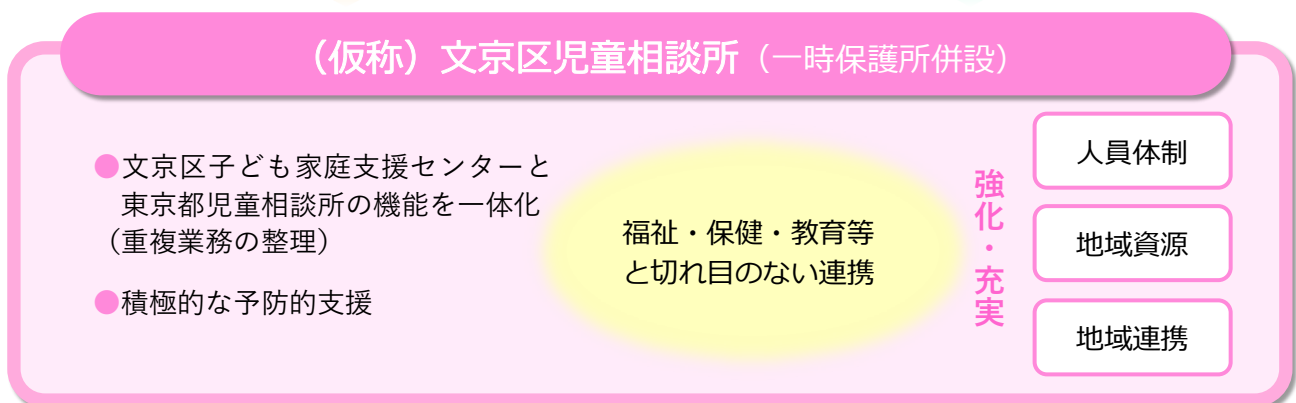 （仮称）文京区児童相談所（一時保護所併設）
●文京区子ども家庭支援センターと
東京都児童相談所の機能を一体化
（重複業務の整理）
●積極的な予防的支援
福祉・保健・教育等
と切れ目のない連携
強化・充実
人員体制
地域資源
地域連携